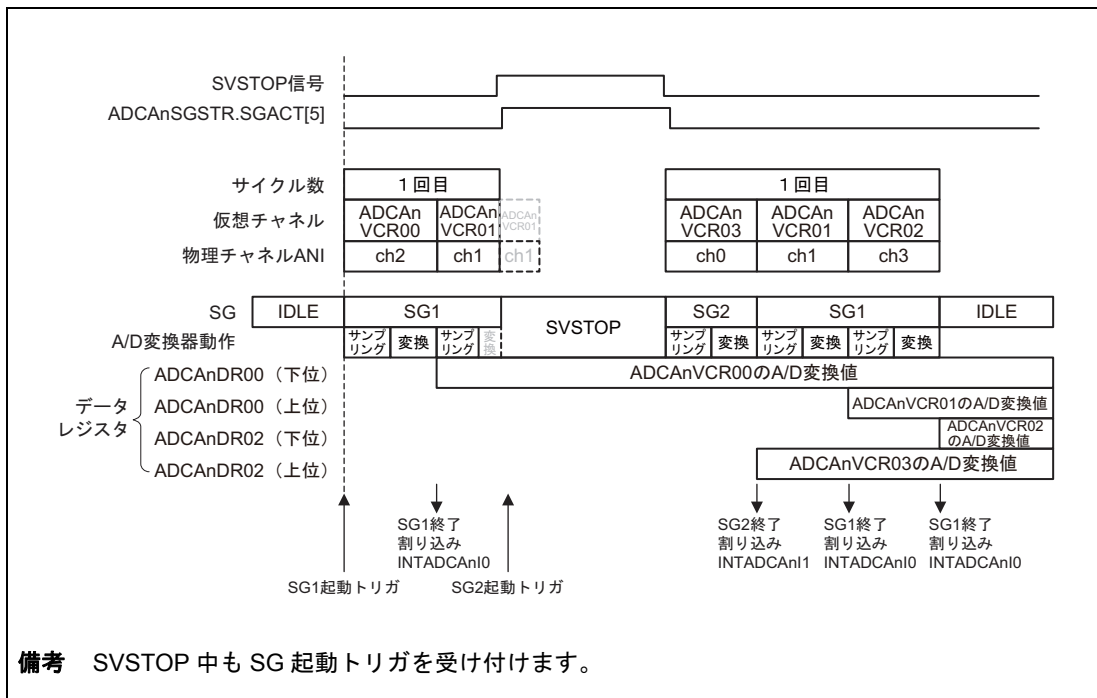 SVSTOP信号
ADCAnSGSTR.SGACT[5]
サイクル数
1回目
1回目
仮想チャネル
ADCAn
VCR00
ADCAn
VCR01
ADCAn
VCR01
ADCAn
VCR03
ADCAn
VCR01
ADCAn
VCR02
物理チャネルANI
ch2
ch1
ch1
ch0
ch1
ch3
SG
IDLE
SG1
SVSTOP
SG2
SG1
IDLE
A/D変換器動作
サンプ
リング
変換
サンプ
リング
変
換
サンプ
リング
変換
サンプ
リング
変換
サンプ
リング
変換
データ
レジスタ
ADCAnDR00(下位)
ADCAnVCR00のA/D変換値
ADCAnDR00(上位)
ADCAnVCR01のA/D変換値
ADCAnDR02(下位)
ADCAnVCR02
のA/D変換値
ADCAnDR02(上位)
ADCAnVCR03のA/D変換値
SG1終了
割り込み
INTADCAnI0
SG2終了
割り込み
INTADCAnI1
SG1終了
割り込み
INTADCAnI0
SG1終了
割り込み
INTADCAnI0
SG1起動トリガ
SG2起動トリガ
備考 SVSTOP 中も SG 起動トリガを受け付けます。